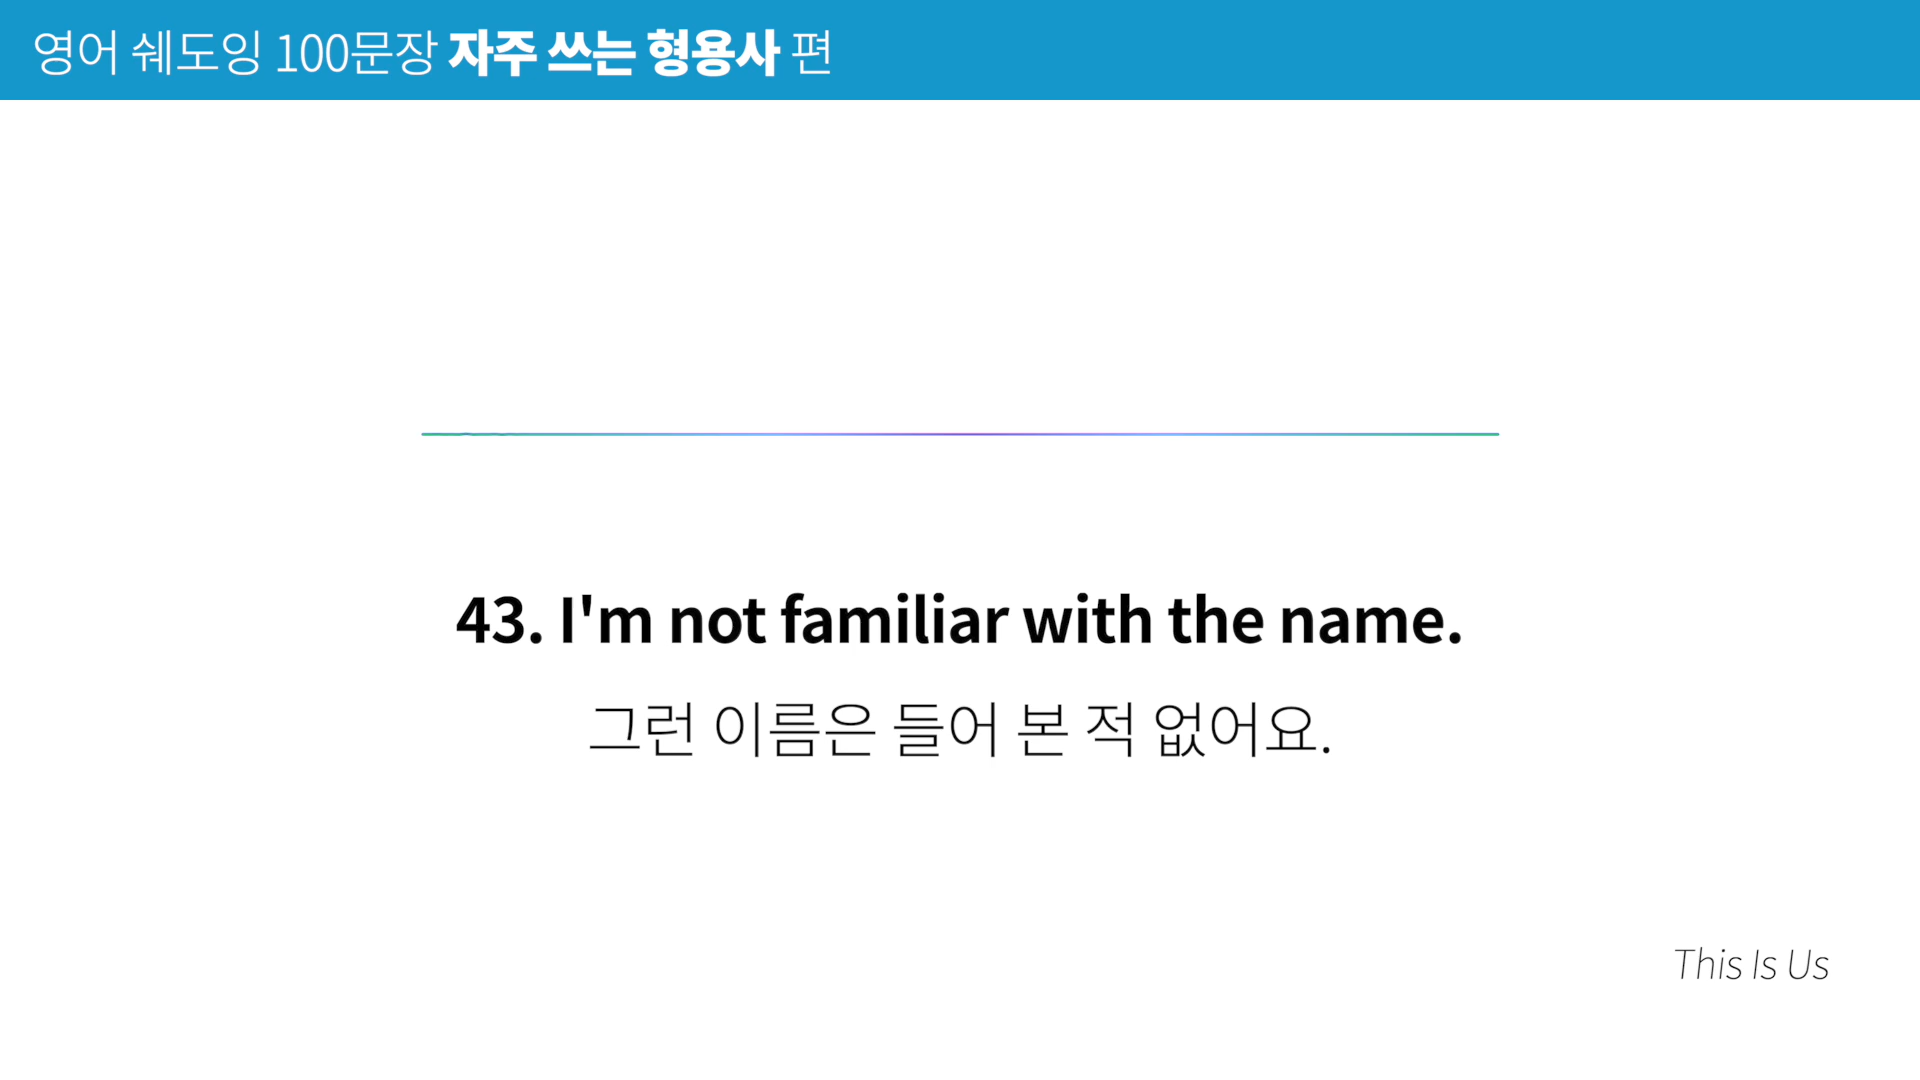 영어 쉐도잉 100문장 자주 쓰는 형용사 편
43. I'm not familiar with the name.
그런 이름은 들어 본 적 없어요.
This Is Us